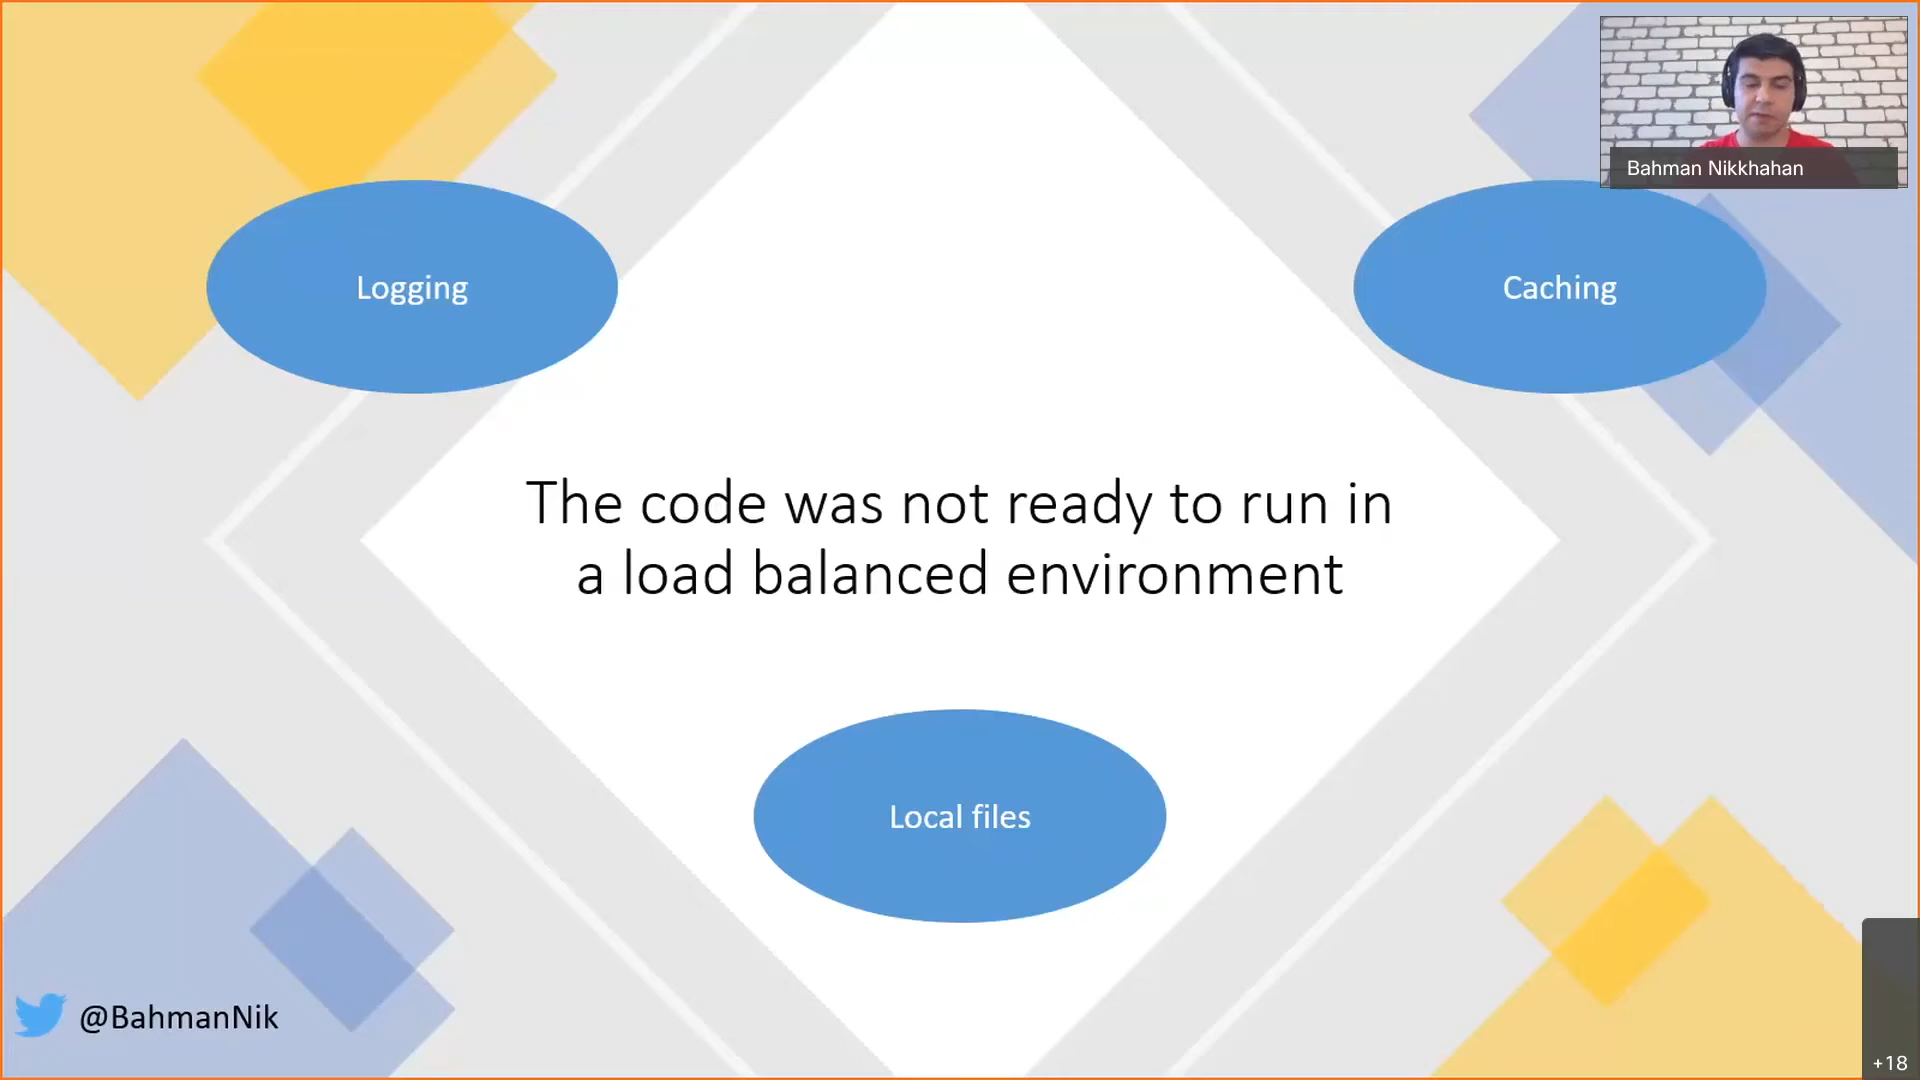 Bahman Nikkhahan
Logging
Caching
The code was not ready to run in
a load balanced environment
Local files
@BahmanNik
+18